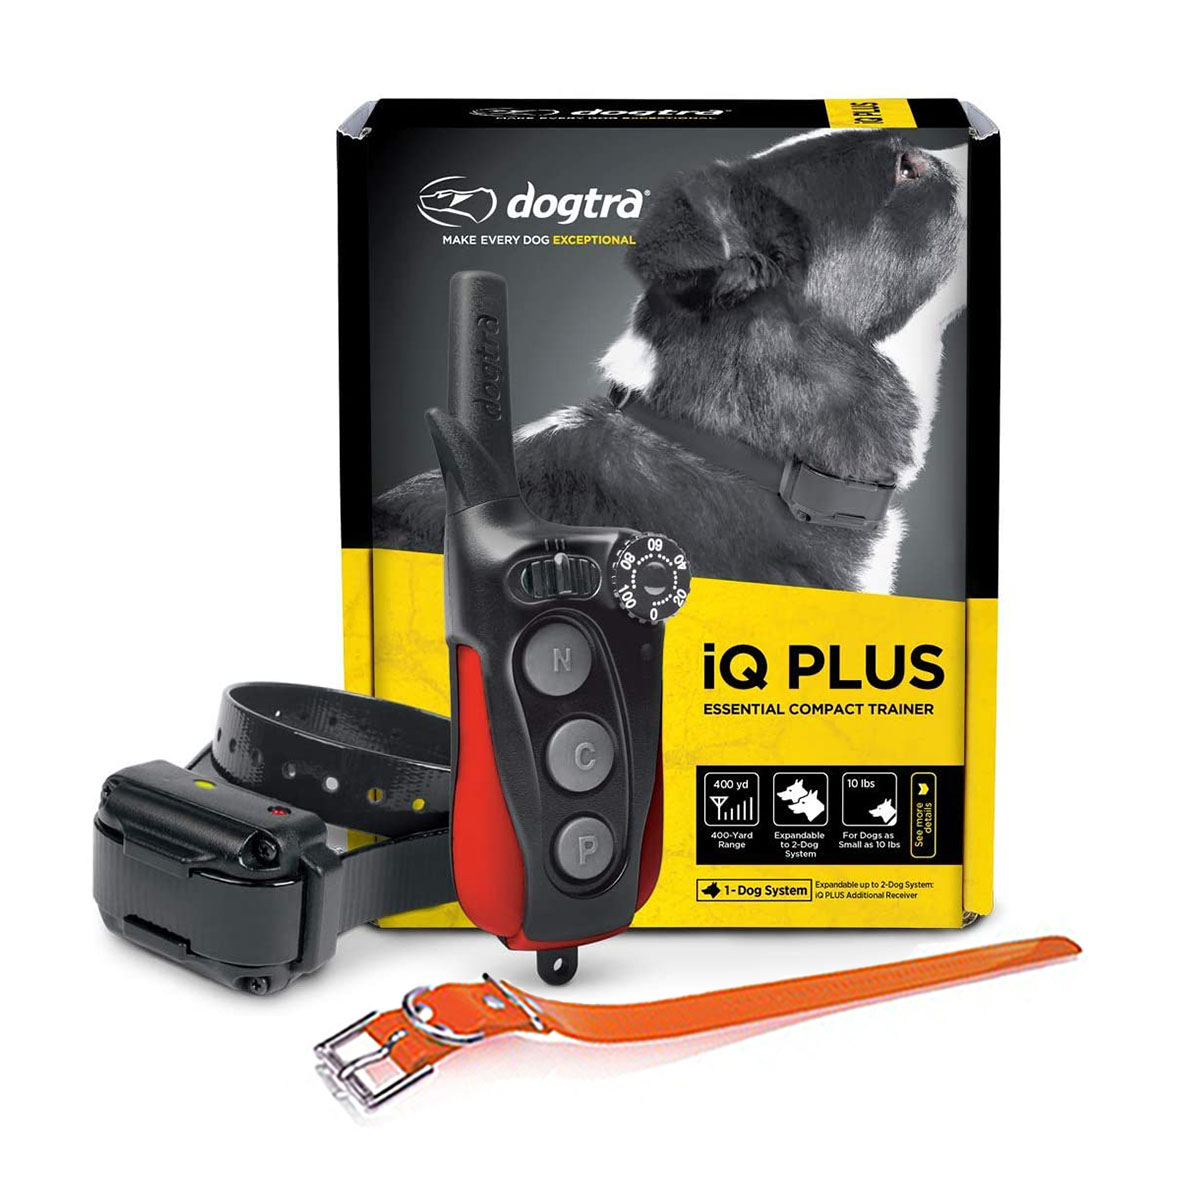 dogtra
MAKE EVERY DOG EXCEPTIONAL
iQ PLUS
dogtra®
MAKE EVERY DOG EXCEPTIONAL
dogtra
0 20 40 60 80 100
N
C
P
iQ PLUS
ESSENTIAL COMPACT TRAINER
400 yd
400-Yard
Range
Expandable
to 2-Dog
System
10 lbs
For Dogs as
Small as 10 lbs
See more
details
1-Dog System
Expandable up to 2-Dog System:
iQ PLUS Additional Receiver